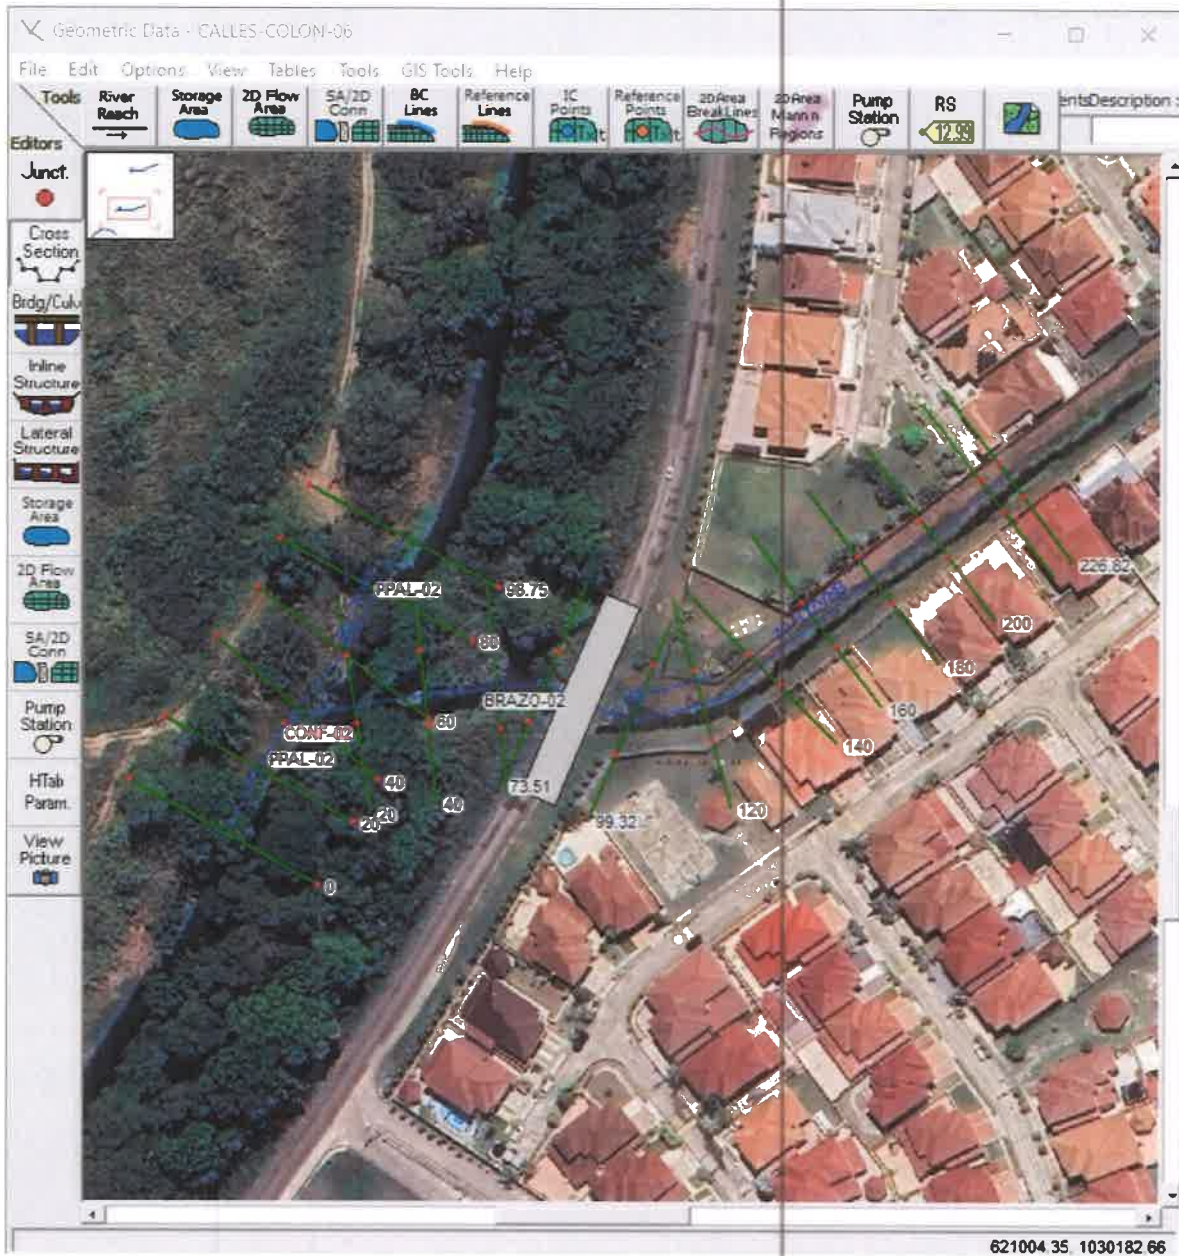 Geometric Data - CALLES-COLON-06
File Edit Options View Tables Tools GIS Tools Help
Tools
Editors
River Reach
Storage Area
2D Flow Area
SA/2D Conn
BC Lines
Reference Lines
IC Points
Reference Points
2D Area BreakLines
2D Area Mann n Regions
Pump Station
RS
12.99
entsDescription :
Junct.
Cross Section
Brdg/Culv
Inline Structure
Lateral Structure
Storage Area
2D Flow Area
SA/2D Conn
Pump Station
HTab Param.
View Picture
PPAL-02
98.75
226.82
200
80
180
BRAZO-02
160
60
CONF-02
140
PPAL-02
73.51
40
40
120
99.32
20
20
0
621004.35, 1030182.66